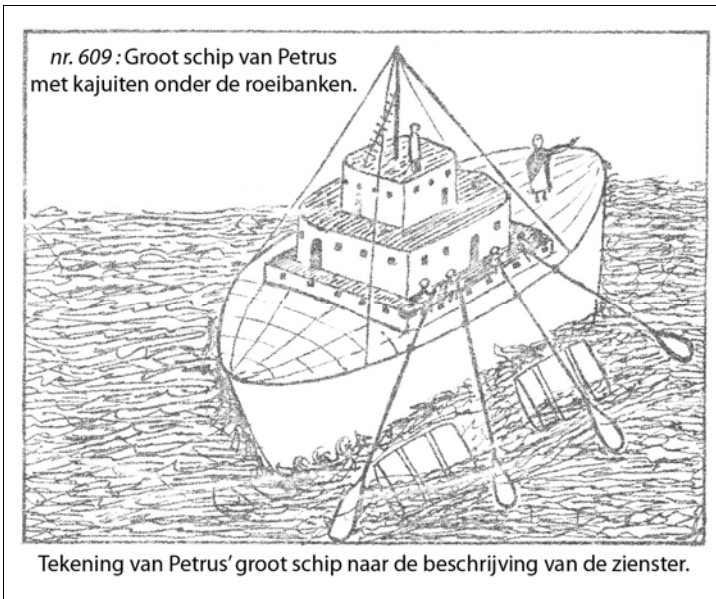 nr. 609 : Groot schip van Petrus
met kajuiten onder de roeibanken.
Tekening van Petrus' groot schip naar de beschrijving van de zienster.